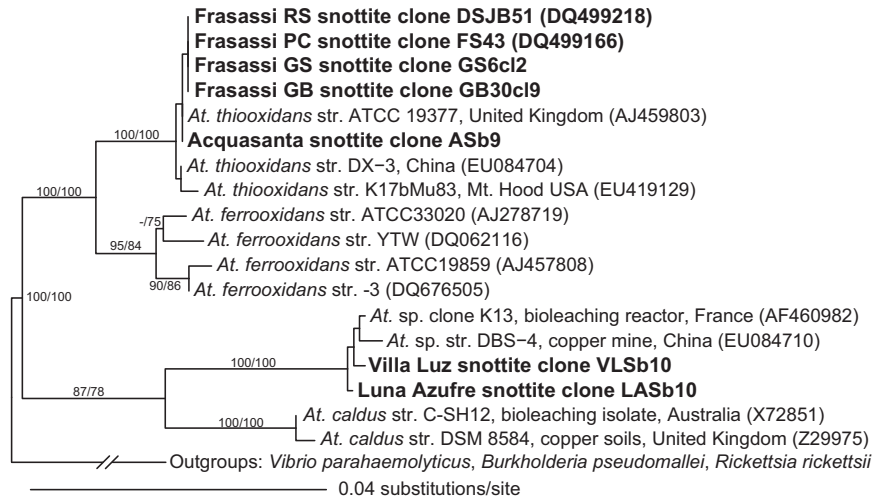 Frasassi RS snottite clone DSJB51 (DQ499218)
Frasassi PC snottite clone FS43 (DQ499166)
Frasassi GS snottite clone GS6cl2
Frasassi GB snottite clone GB30cl9
At. thiooxidans str. ATCC 19377, United Kingdom (AJ459803)
100/100
Acquasanta snottite clone ASb9
At. thiooxidans str. DX−3, China (EU084704)
100/100
At. thiooxidans str. K17bMu83, Mt. Hood USA (EU419129)
At. ferrooxidans str. ATCC33020 (AJ278719)
-/75
At. ferrooxidans str. YTW (DQ062116)
95/84
At. ferrooxidans str. ATCC19859 (AJ457808)
90/86
At. ferrooxidans str. -3 (DQ676505)
100/100
At. sp. clone K13, bioleaching reactor, France (AF460982)
At. sp. str. DBS−4, copper mine, China (EU084710)
100/100
Villa Luz snottite clone VLSb10
87/78
Luna Azufre snottite clone LASb10
At. caldus str. C-SH12, bioleaching isolate, Australia (X72851)
100/100
At. caldus str. DSM 8584, copper soils, United Kingdom (Z29975)
Outgroups: Vibrio parahaemolyticus, Burkholderia pseudomallei, Rickettsia rickettsii
0.04 substitutions/site